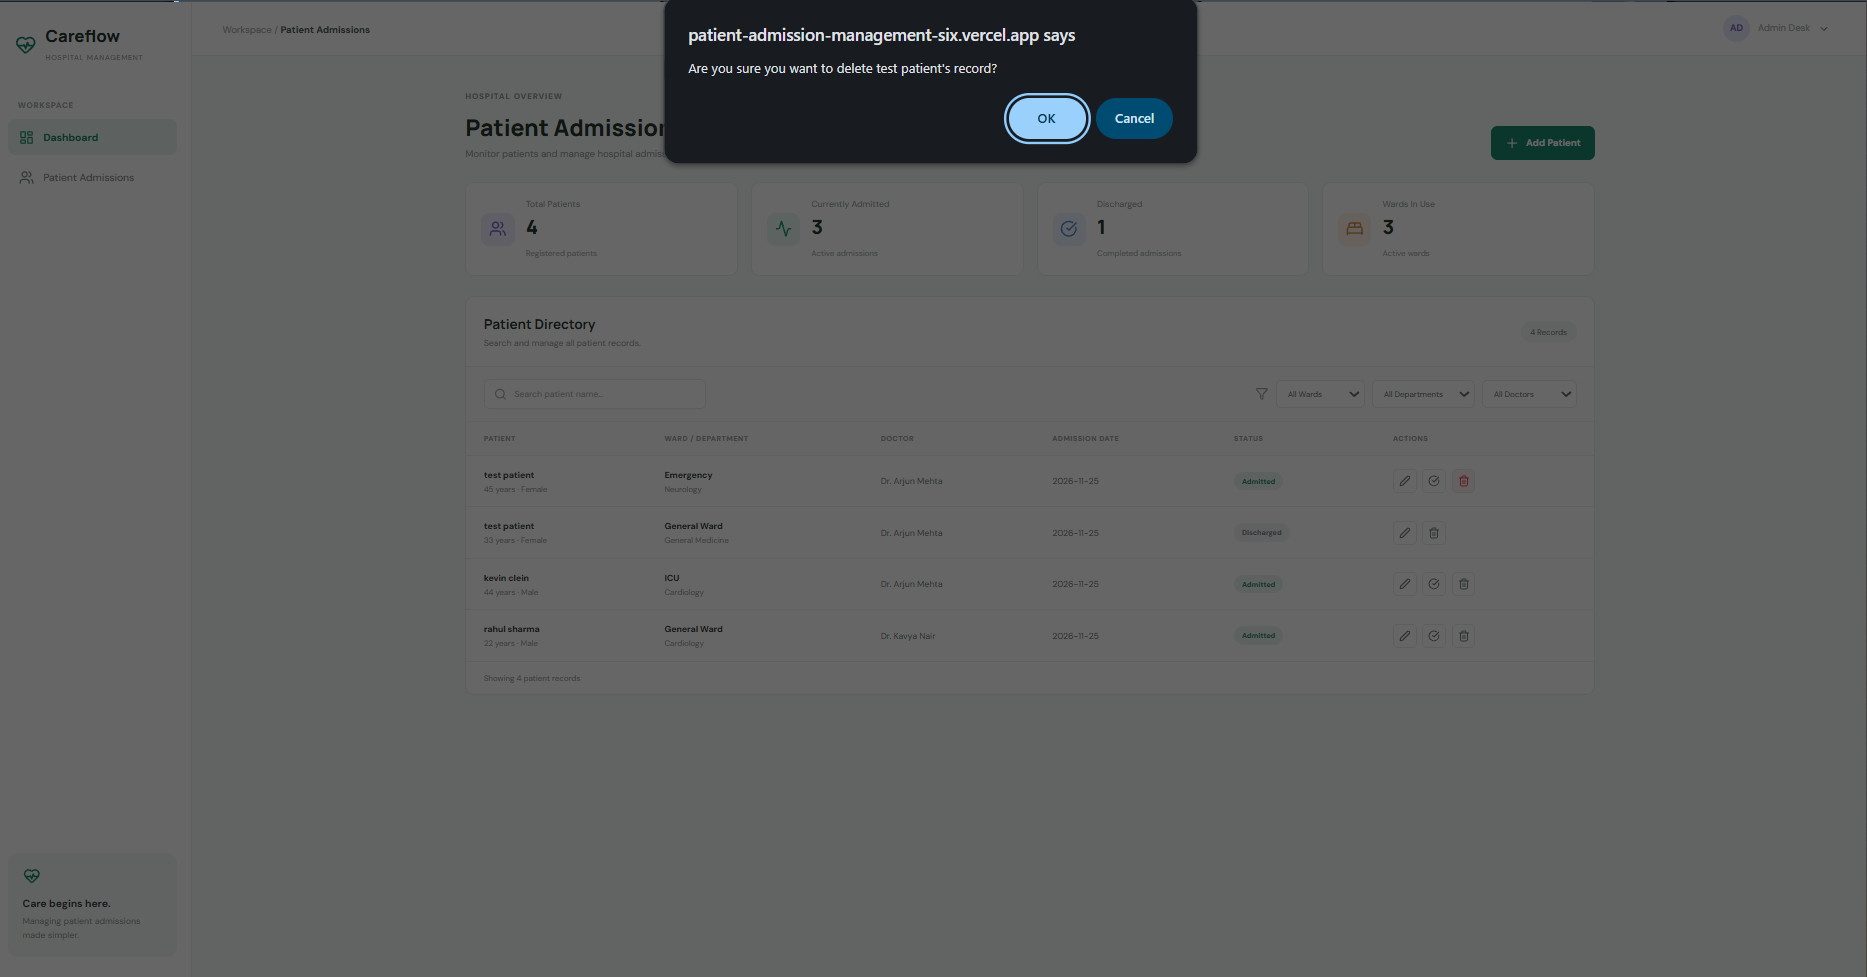 Careflow
HOSPITAL MANAGEMENT
WORKSPACE
Dashboard
Patient Admissions
Care begins here.
Managing patient admissions
made simpler.
Workspace / Patient Admissions
AD Admin Desk
patient-admission-management-six.vercel.app says
Are you sure you want to delete test patient's record?
OK Cancel
HOSPITAL OVERVIEW
Patient Admission
Monitor patients and manage hospital
Add Patient
Total Patients
4
Registered patients
Currently Admitted
3
Active admissions
Discharged
1
Completed admissions
Wards In Use
3
Active wards
Patient Directory
Search and manage all patient records.
4 Records
Search patient name... All Wards All Departments All Doctors
PATIENT WARD / DEPARTMENT DOCTOR ADMISSION DATE STATUS ACTIONS
test patient Emergency Dr. Arjun Mehta 2026-11-25 Admitted
45 years · Female Neurology
test patient General Ward Dr. Arjun Mehta 2026-11-25 Discharged
33 years · Female General Medicine
kevin clein ICU Dr. Arjun Mehta 2026-11-25 Admitted
44 years · Male Cardiology
rahul sharma General Ward Dr. Kavya Nair 2026-11-25 Admitted
22 years · Male Cardiology
Showing 4 patient records